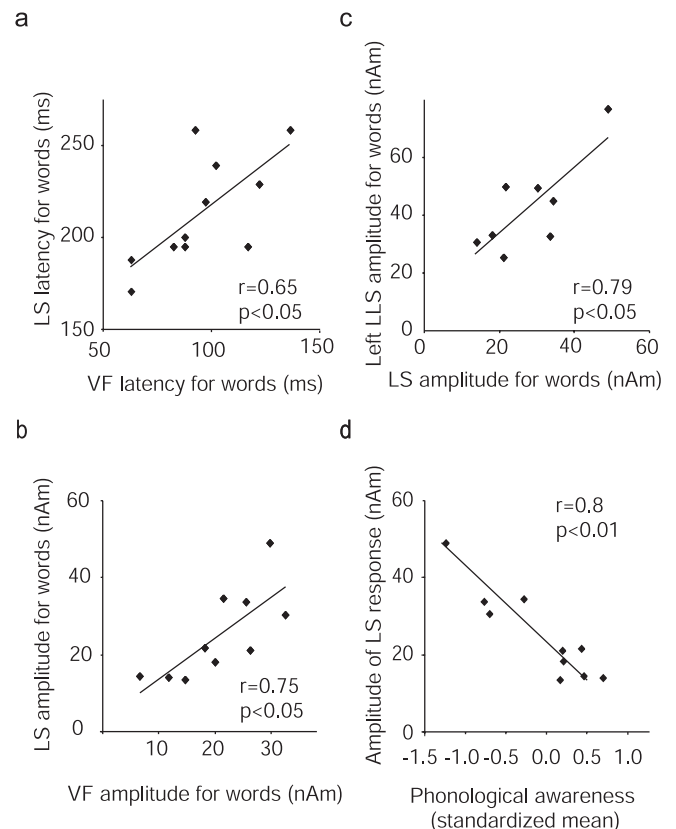 a
LS latency for words (ms)
250
200
150
50
100
150
VF latency for words (ms)
r=0.65
p<0.05
c
Left LLS amplitude for words (nAm)
60
40
20
0
0
20
40
60
LS amplitude for words (nAm)
r=0.79
p<0.05
b
LS amplitude for words (nAm)
60
40
20
0
10
20
30
VF amplitude for words (nAm)
r=0.75
p<0.05
d
Amplitude of LS response (nAm)
60
40
20
0
-1.5
-1.0
-0.5
0.0
0.5
1.0
Phonological awareness
(standardized mean)
r=0.8
p<0.01